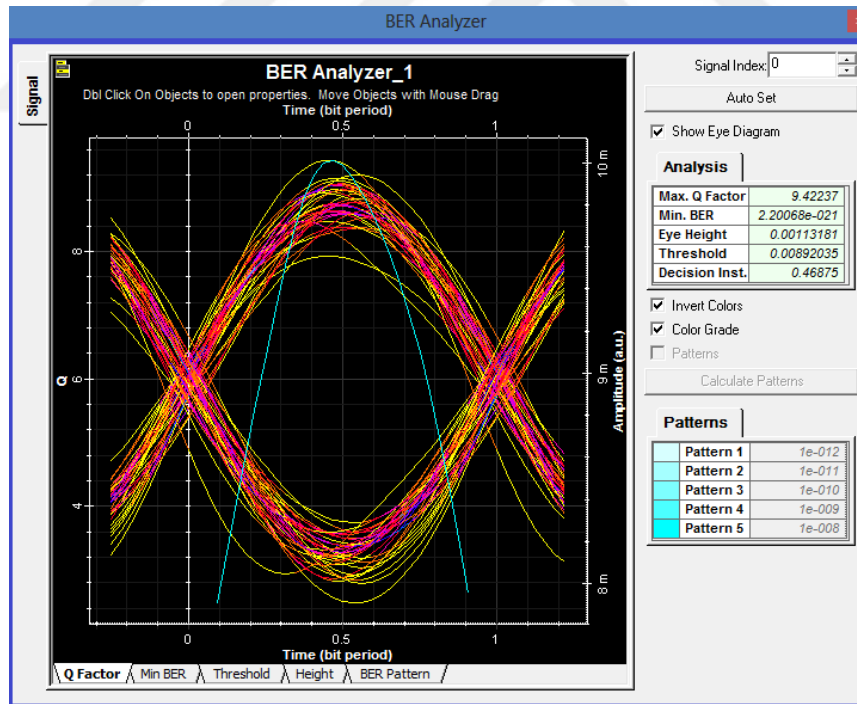 BER Analyzer
Signal
BER Analyzer_1
Dbl Click On Objects to open properties. Move Objects with Mouse Drag
Time (bit period)
0 0.5 1
Q
8
6
4
Amplitude (a.u.)
10 m
9 m
8 m
0 0.5 1
Time (bit period)
Q Factor Min BER Threshold Height BER Pattern
Signal Index: 0
Auto Set
Show Eye Diagram
Analysis
Max. Q Factor 9.42237
Min. BER 2.20068e-021
Eye Height 0.00113181
Threshold 0.00892035
Decision Inst. 0.46875
Invert Colors
Color Grade
Patterns
Calculate Patterns
Patterns
Pattern 1 1e-012
Pattern 2 1e-011
Pattern 3 1e-010
Pattern 4 1e-009
Pattern 5 1e-008